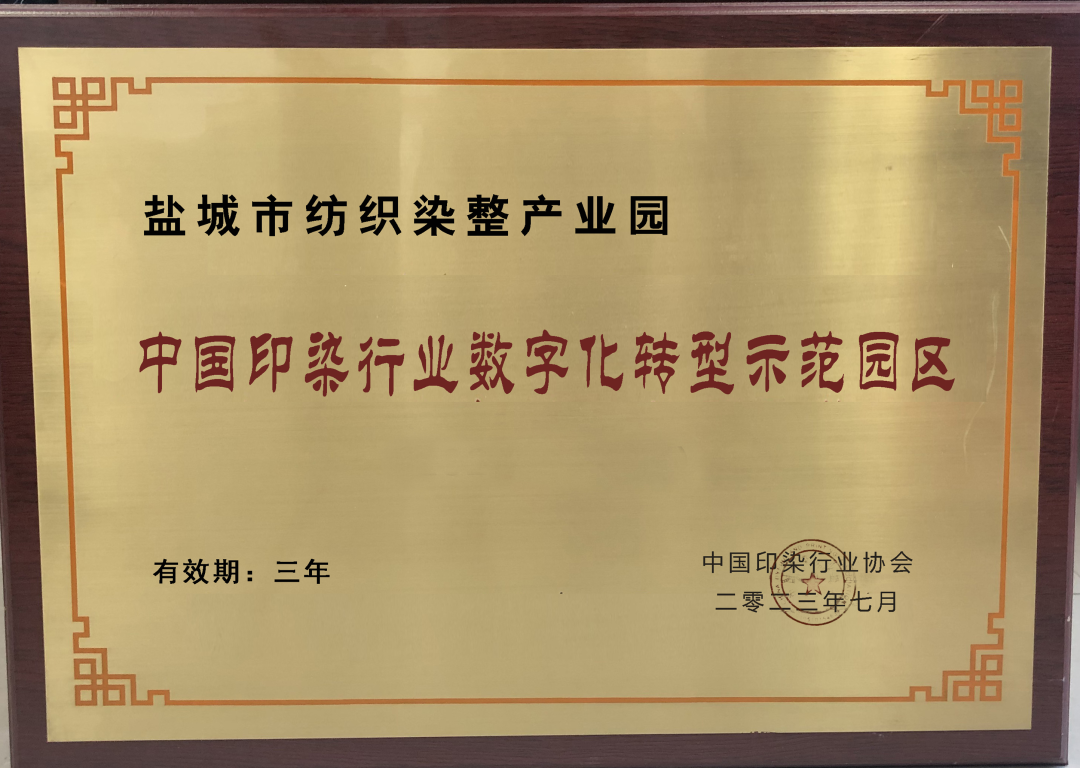 盐城市纺织染整产业园
中国印染行业数字化转型示范园区
有效期：三年
中国印染行业协会
二零二三年七月